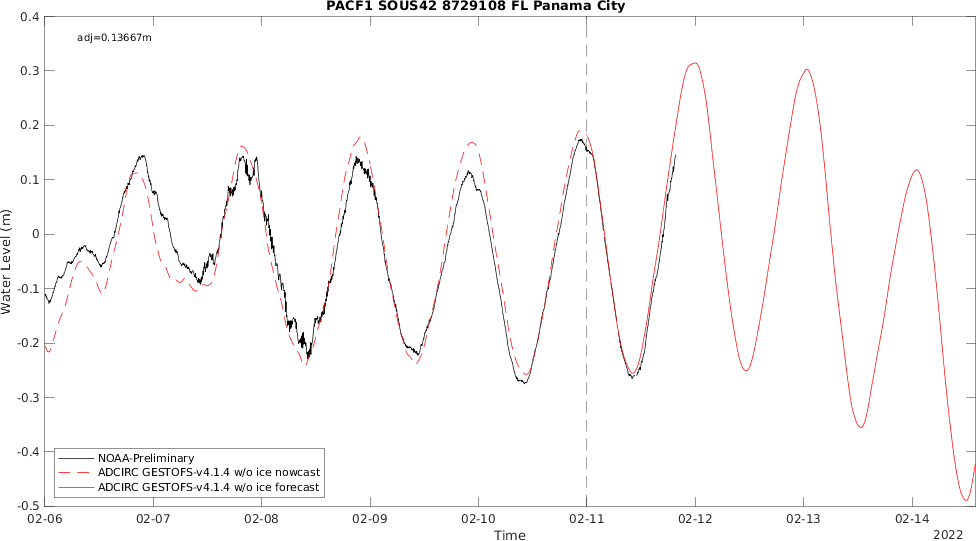 PACF1 SOUS42 8729108 FL Panama City
adj=0.13667m
0.4
0.3
0.2
0.1
0
-0.1
-0.2
-0.3
-0.4
-0.5
Water Level (m)
NOAA-Preliminary
ADCIRC GESTOFS-v4.1.4 w/o ice nowcast
ADCIRC GESTOFS-v4.1.4 w/o ice forecast
02-06 02-07 02-08 02-09 02-10 02-11 02-12 02-13 02-14
Time
2022